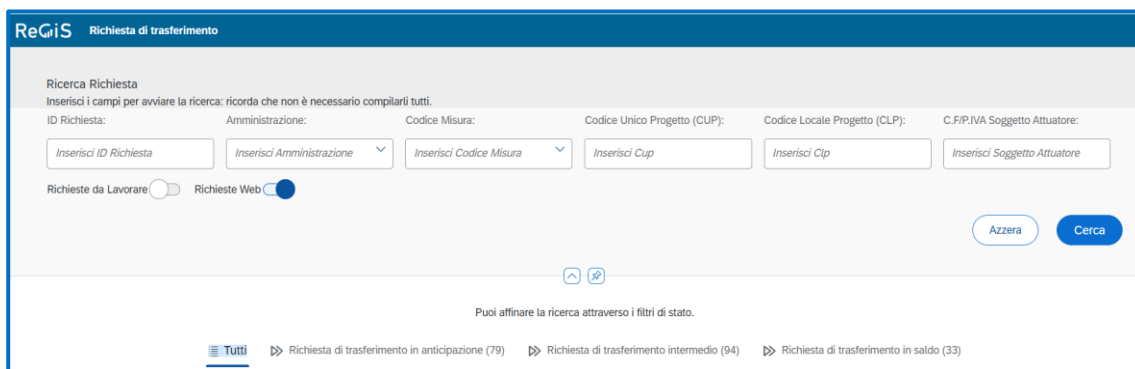 ReGiS Richiesta di trasferimento
Ricerca Richiesta
Inserisci i campi per avviare la ricerca: ricorda che non è necessario compilarli tutti.
ID Richiesta: Amministrazione: Codice Misura: Codice Unico Progetto (CUP): Codice Locale Progetto (CLP): C.F/P.IVA Soggetto Attuatore:
Inserisci ID Richiesta Inserisci Amministrazione Inserisci Codice Misura Inserisci Cup Inserisci Clp Inserisci Soggetto Attuatore
Richieste da Lavorare Richieste Web
Azzera Cerca
Puoi affinare la ricerca attraverso i filtri di stato.
Tutti Richiesta di trasferimento in anticipazione (79) Richiesta di trasferimento intermedio (94) Richiesta di trasferimento in saldo (33)